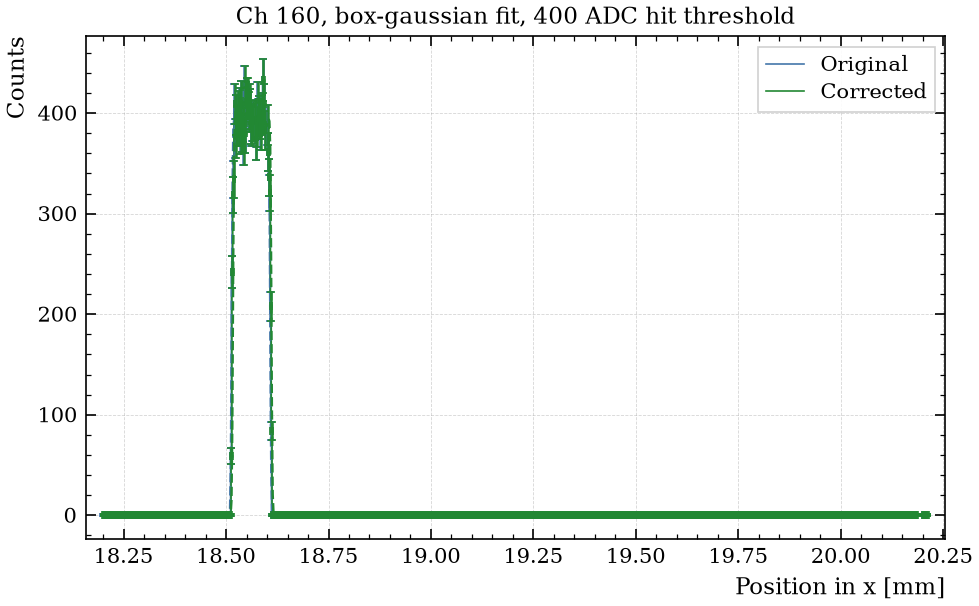 Ch 160, box-gaussian fit, 400 ADC hit threshold
Counts
Original
Corrected
400
300
200
100
0
18.25 18.50 18.75 19.00 19.25 19.50 19.75 20.00 20.25
Position in x [mm]